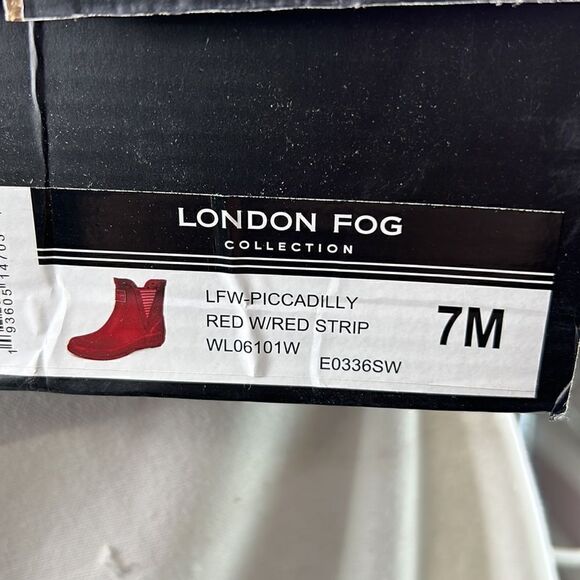 LONDON FOG
COLLECTION
LFW-PICCADILLY
RED W/RED STRIP
WL06101W
E0336SW
7M